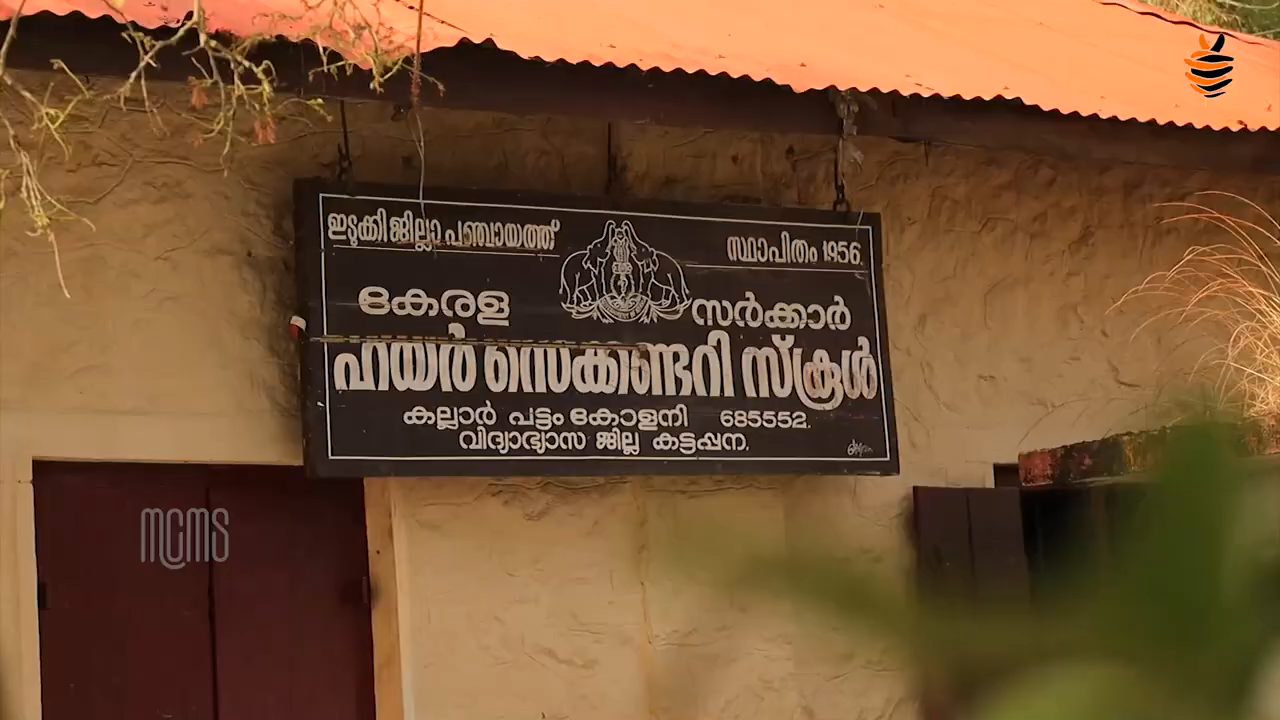 ഇടുക്കി ജില്ലാ പഞ്ചായത്ത്
സ്ഥാപിതം 1956.
കേരള സർക്കാർ
ഹയർ സെക്കണ്ടറി സ്ക്കൂൾ
കല്ലാർ പട്ടം കോളനി 685552.
വിദ്യാഭ്യാസ ജില്ല കട്ടപ്പന.
MCMS